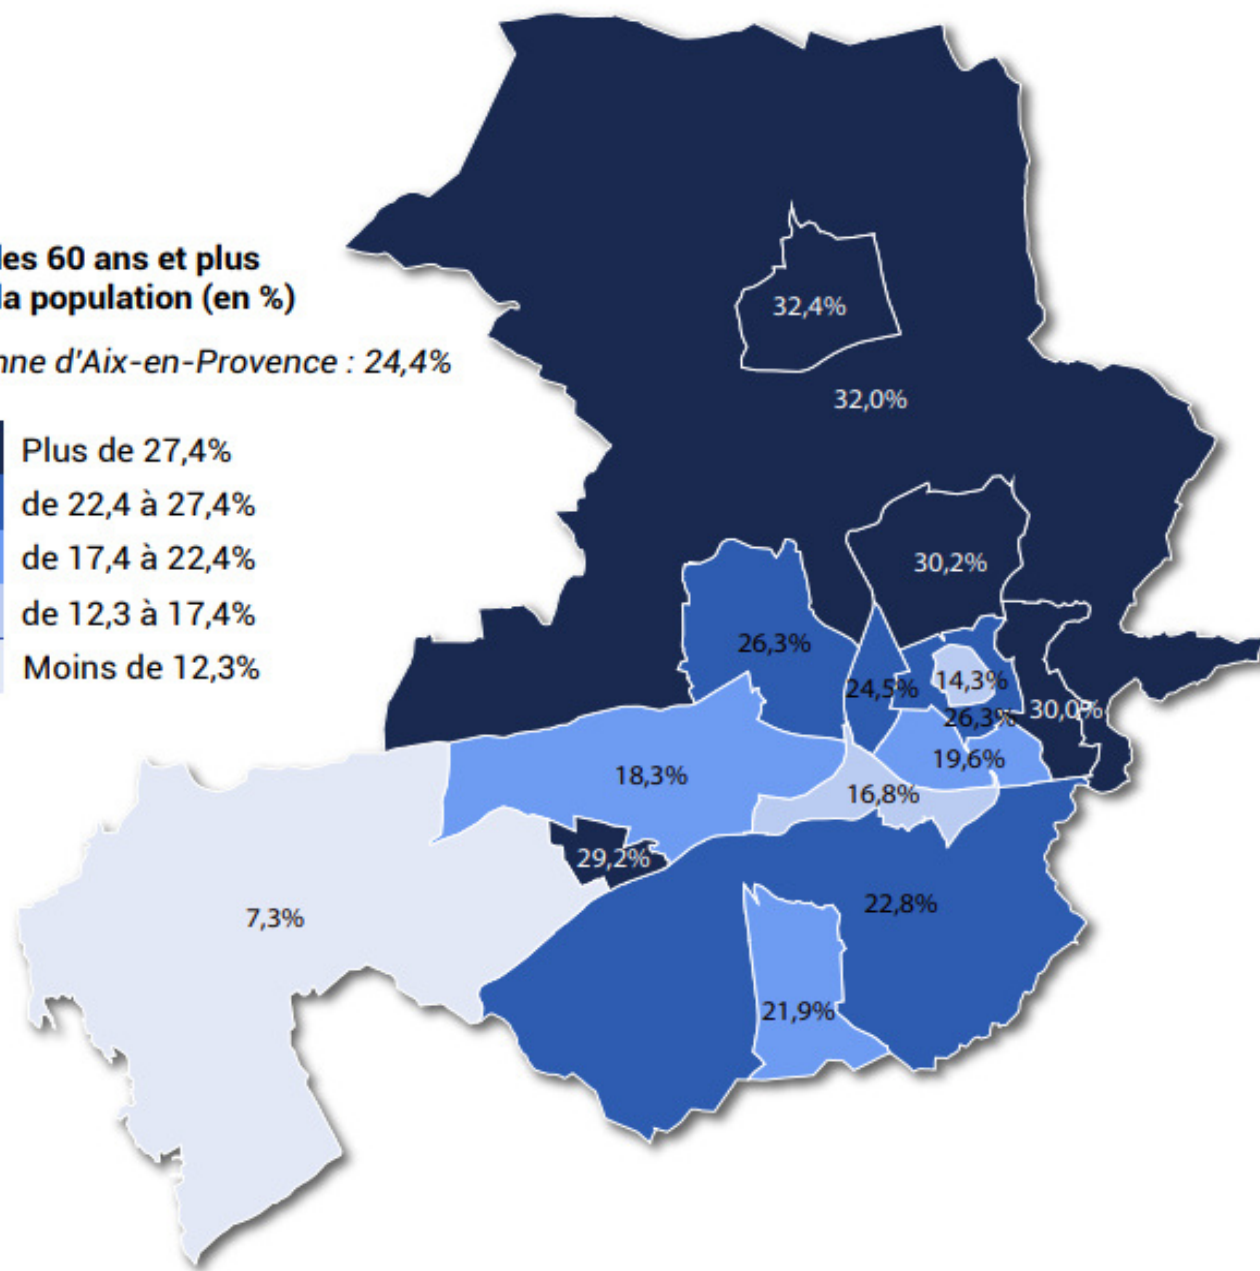 les 60 ans et plus
la population (en %)
nne d'Aix-en-Provence : 24,4%
Plus de 27,4%
de 22,4 à 27,4%
de 17,4 à 22,4%
de 12,3 à 17,4%
Moins de 12,3%
32,4%
32,0%
30,2%
26,3%
24,5%
14,3%
26,3%
30,0%
19,6%
18,3%
16,8%
29,2%
22,8%
7,3%
21,9%